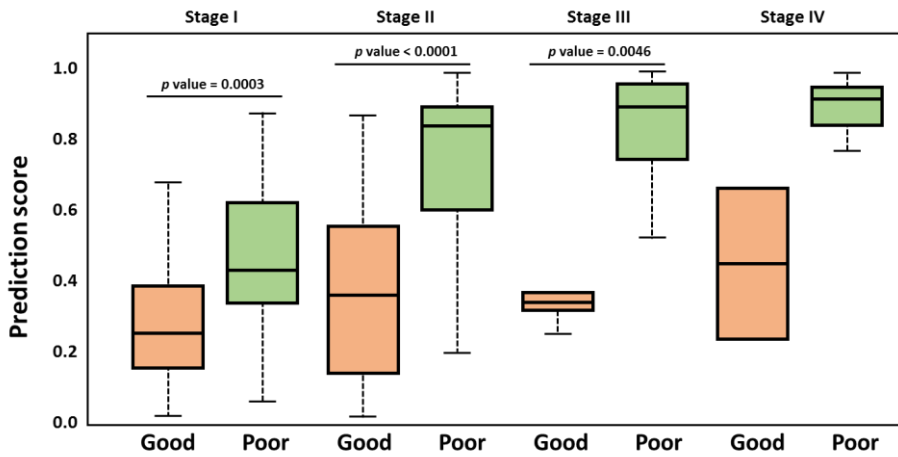 Stage I Stage II Stage III Stage IV
p value < 0.0001 p value = 0.0046
p value = 0.0003
Prediction score
1.0
0.8
0.6
0.4
0.2
0.0
Good Poor Good Poor Good Poor Good Poor